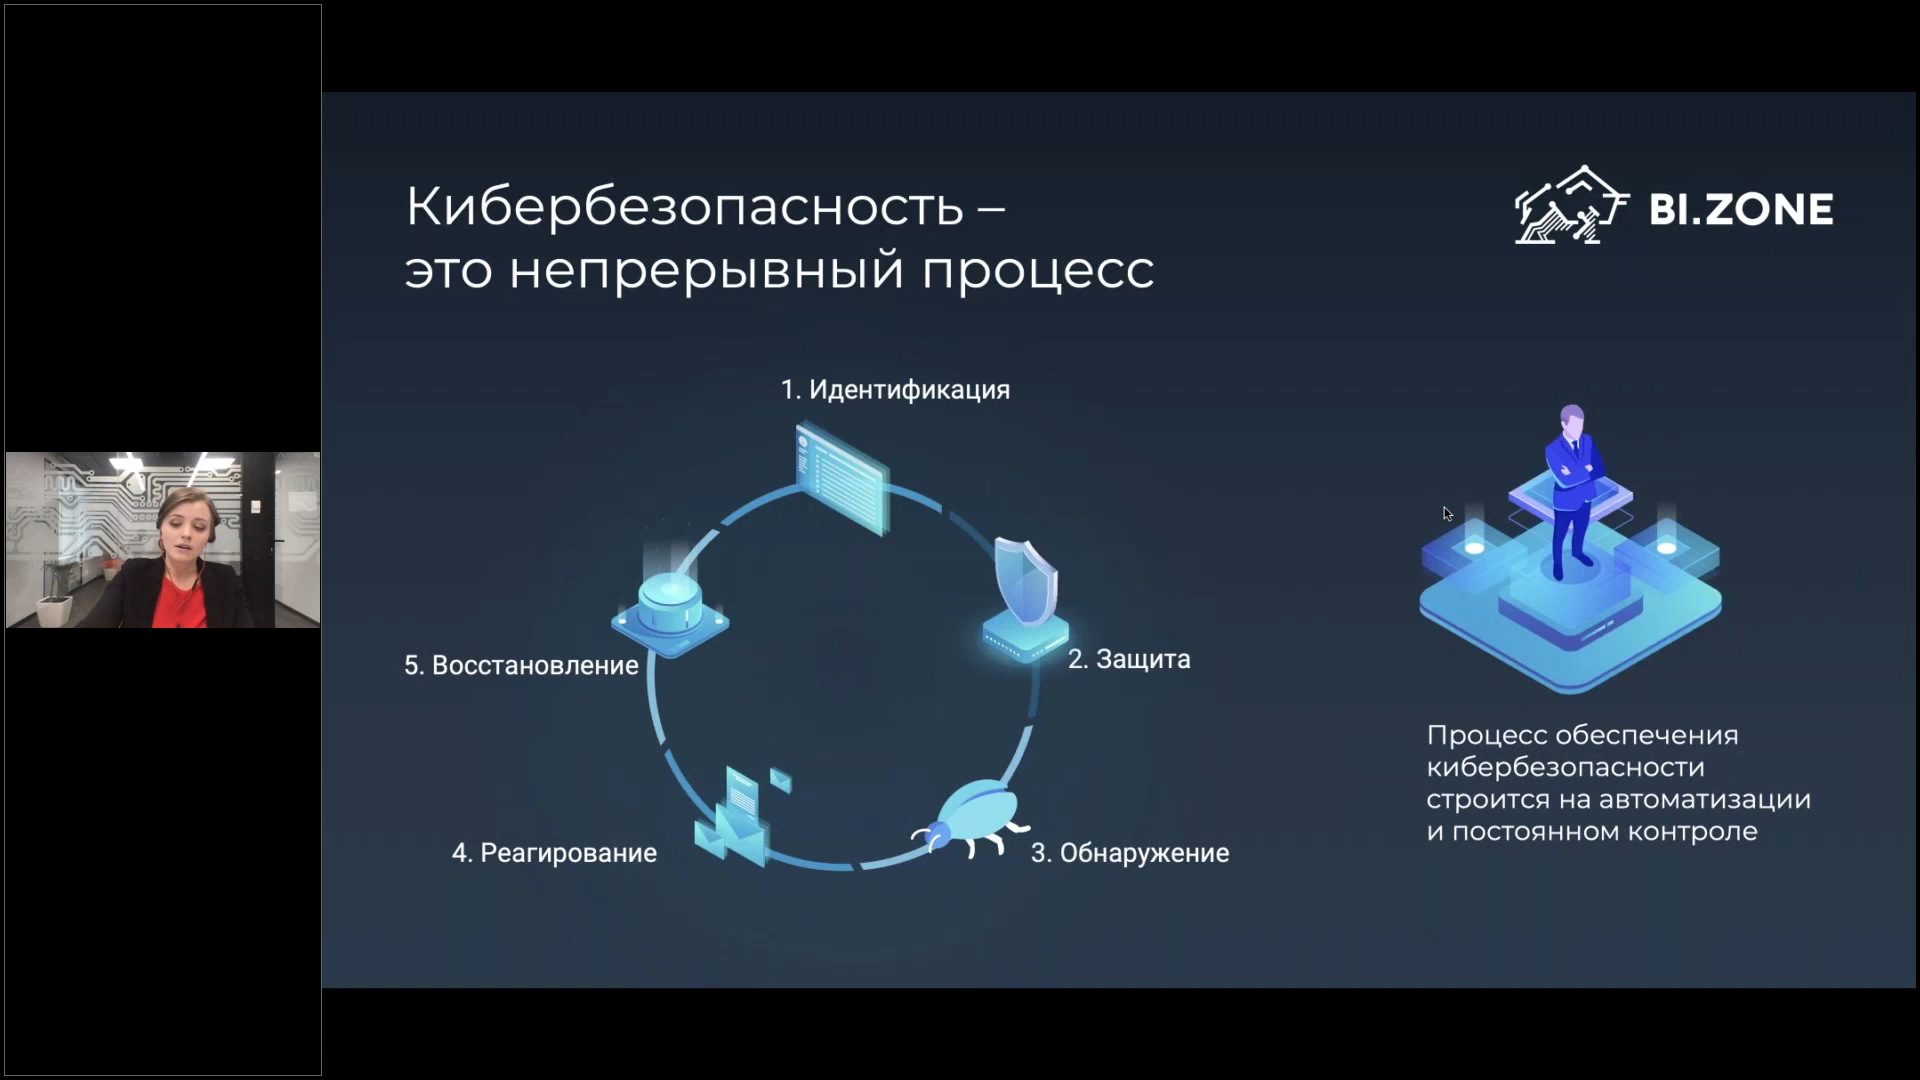 Кибербезопасность –
это непрерывный процесс
BI.ZONE
1. Идентификация
2. Защита
3. Обнаружение
4. Реагирование
5. Восстановление
Процесс обеспечения
кибербезопасности
строится на автоматизации
и постоянном контроле